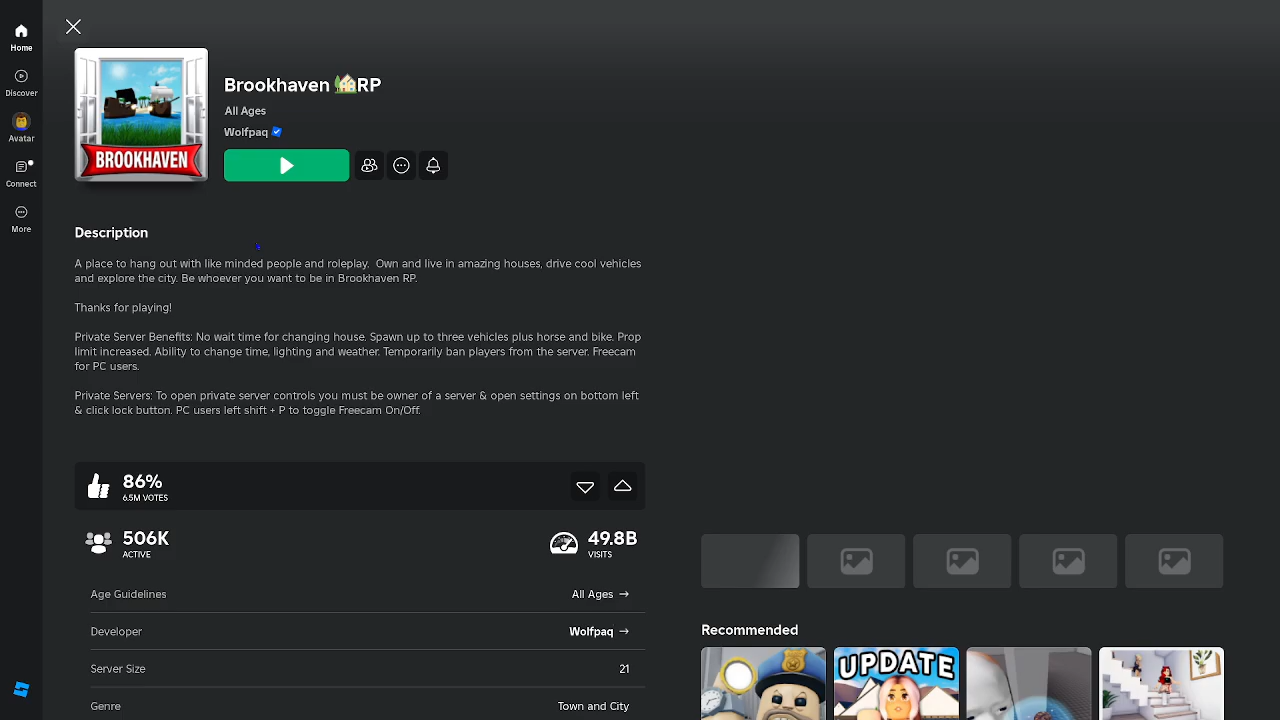 Home
Discover
Avatar
Connect
More
BROOKHAVEN
Brookhaven 🏡RP
All Ages
Wolfpaq
Description
A place to hang out with like minded people and roleplay.  Own and live in amazing houses, drive cool vehicles
and explore the city. Be whoever you want to be in Brookhaven RP.
Thanks for playing!
Private Server Benefits: No wait time for changing house. Spawn up to three vehicles plus horse and bike. Prop
limit increased. Ability to change time, lighting and weather. Temporarily ban players from the server. Freecam
for PC users.
Private Servers: To open private server controls you must be owner of a server & open settings on bottom left
& click lock button. PC users left shift + P to toggle Freecam On/Off.
86%
6.5M VOTES
506K
ACTIVE
49.8B
VISITS
Age Guidelines All Ages →
Developer Wolfpaq →
Server Size 21
Genre Town and City
Recommended
UPDATE